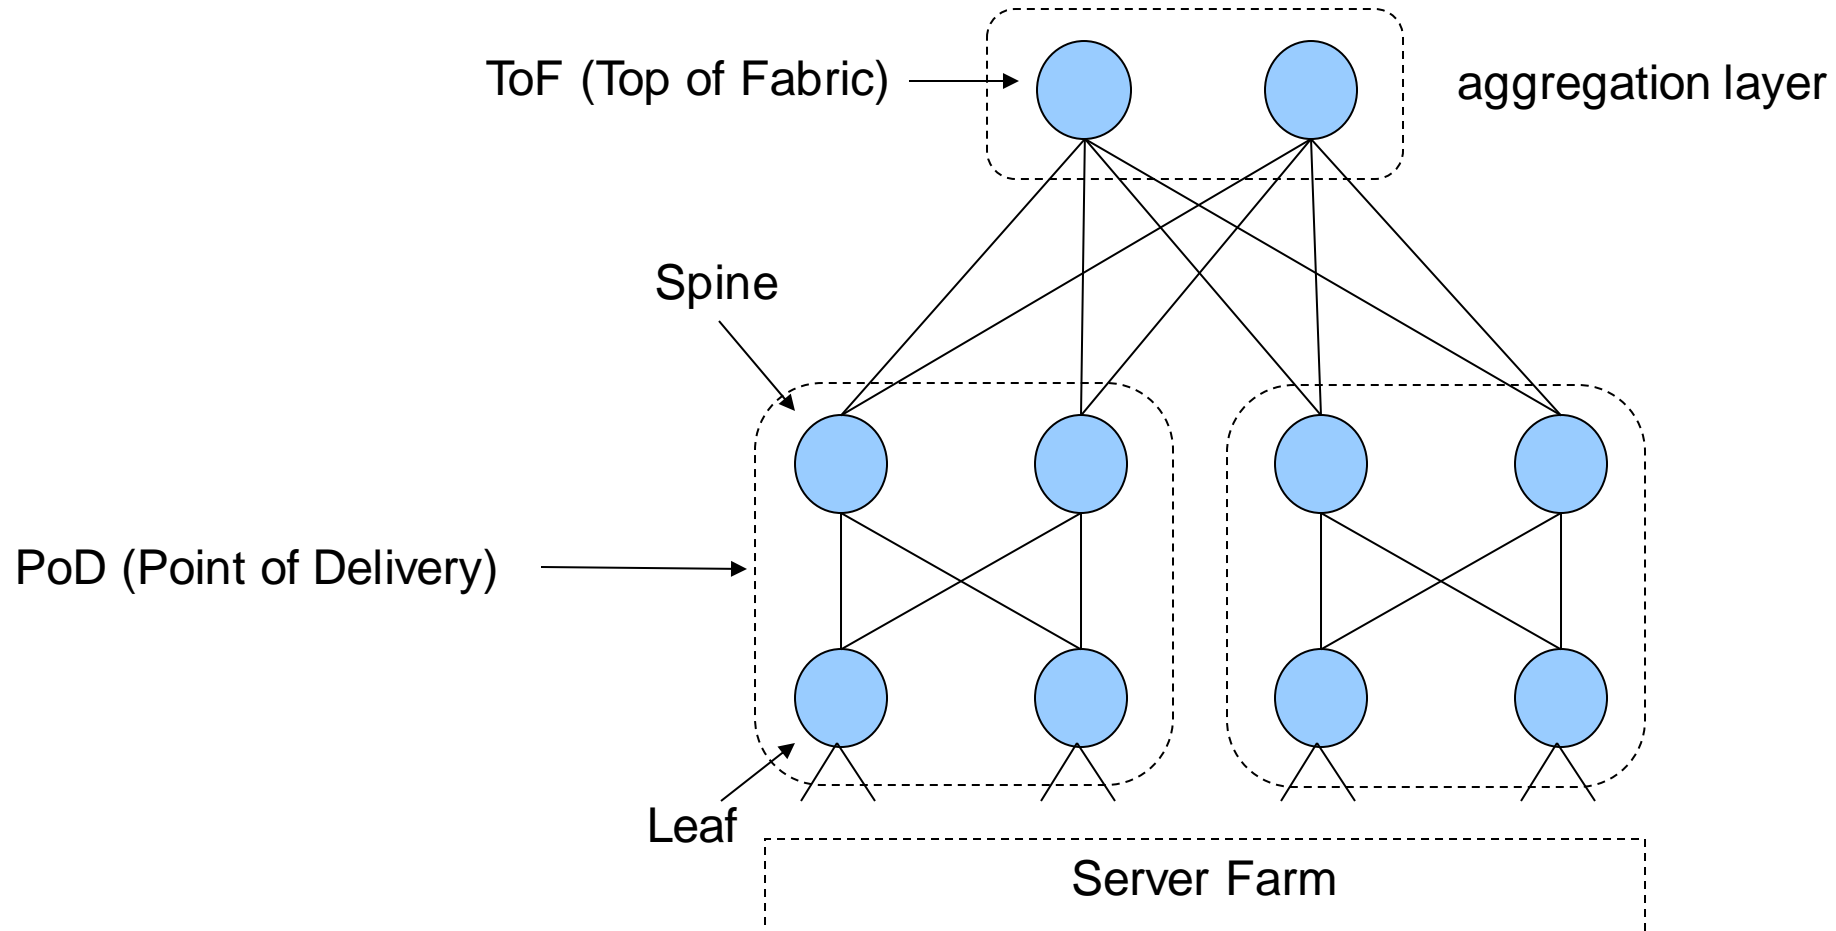 ToF (Top of Fabric)
aggregation layer
Spine
PoD (Point of Delivery)
Leaf
Server Farm